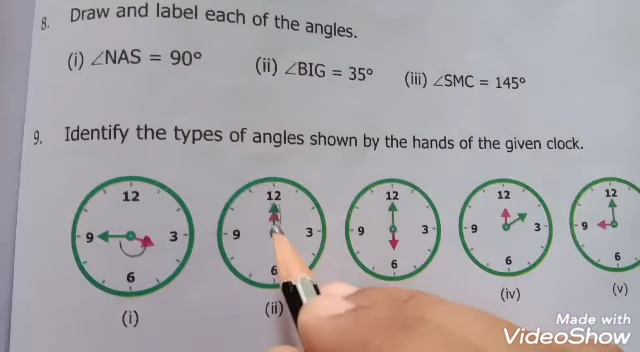 8. Draw and label each of the angles.
(i) ∠NAS = 90° (ii) ∠BIG = 35° (iii) ∠SMC = 145°
9. Identify the types of angles shown by the hands of the given clock.
12 12 12 12 12
9 3 9 3 9 3 9 3 9
6 6 6 6 6
(i) (ii) (iv) (v)
Made with
VideoShow